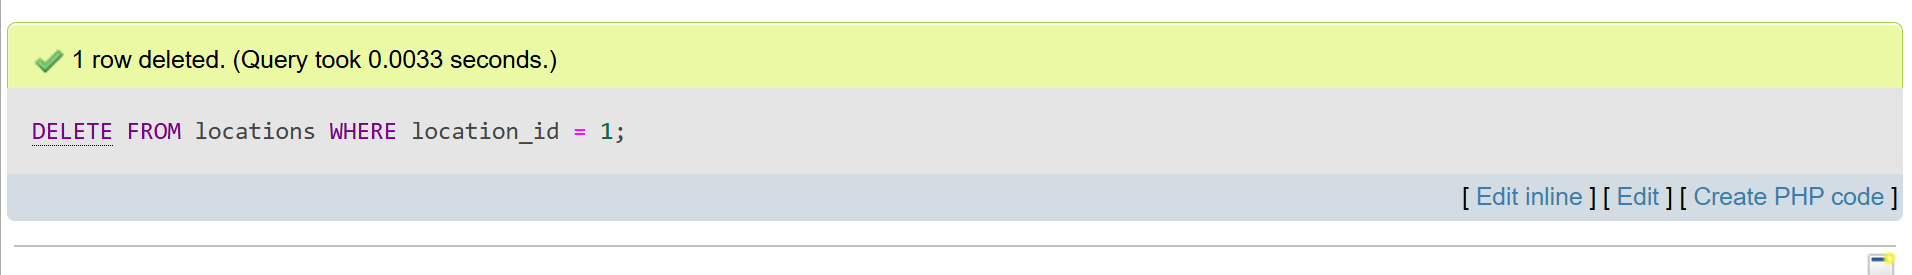 1 row deleted. (Query took 0.0033 seconds.)
DELETE FROM locations WHERE location_id = 1;
[ Edit inline ] [ Edit ] [ Create PHP code ]